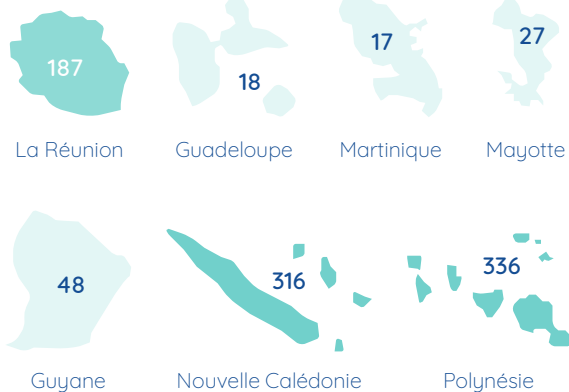 187
18
17
27
La Réunion
Guadeloupe
Martinique
Mayotte
48
316
336
Guyane
Nouvelle Calédonie
Polynésie